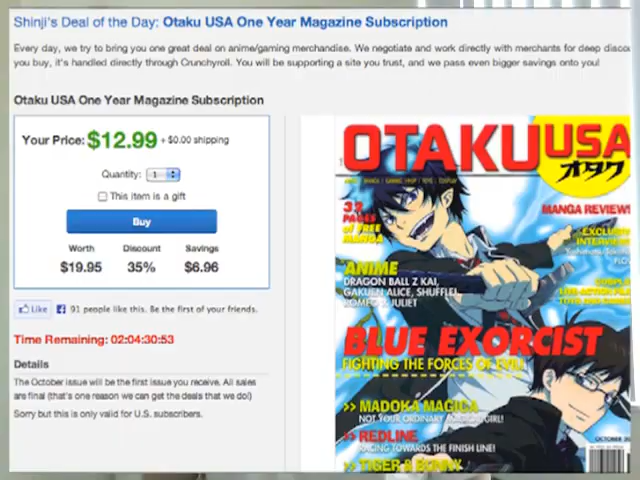 Shinji's Deal of the Day: Otaku USA One Year Magazine Subscription
Every day, we try to bring you one great deal on anime/gaming merchandise. We negotiate and work directly with merchants for deep
you buy, it's handled directly through Crunchyroll. You will be supporting a site you trust, and we pass even bigger savings onto you!
Otaku USA One Year Magazine Subscription
Your Price: $12.99 + $0.00 shipping
Quantity: 1
This item is a gift
Buy
Worth Discount Savings
$19.95 35% $6.96
Like 91 people like this. Be the first of your friends.
Time Remaining: 02:04:30:53
Details
The October issue will be the first issue you receive. All sales
are final (that's one reason we can get the deals that we do!)
Sorry but this is only valid for U.S. subscribers.
OTAKU USA
オタク
32
PAGES
of FREE
MANGA
MANGA REVIEWS
EXCLUSIVE
INTERVIEW
ANIME
DRAGON BALL Z KAI,
GAKUEN ALICE, SHUFFLE!,
ROMEO X JULIET
BLUE EXORCIST
FIGHTING THE FORCES OF EVIL
>> MADOKA MAGICA
NOT YOUR ORDINARY MAGICAL GIRL!
>> REDLINE
RACING TOWARDS THE FINISH LINE!
>> TIGER & BUNNY
OCTOBER